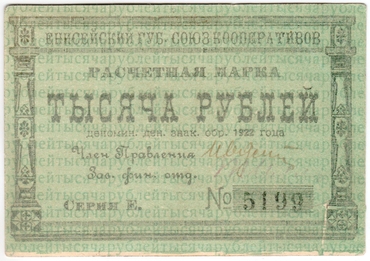 ЕНИСЕЙСКИЙ ГУБ. СОЮЗ КООПЕРАТИВОВ
РАСЧЕТНАЯ МАРКА
ТЫСЯЧА РУБЛЕЙ
деномин. ден. знак. обр. 1922 года
Член Правления
Зав. фин. отд.
Серия Е. № 5199